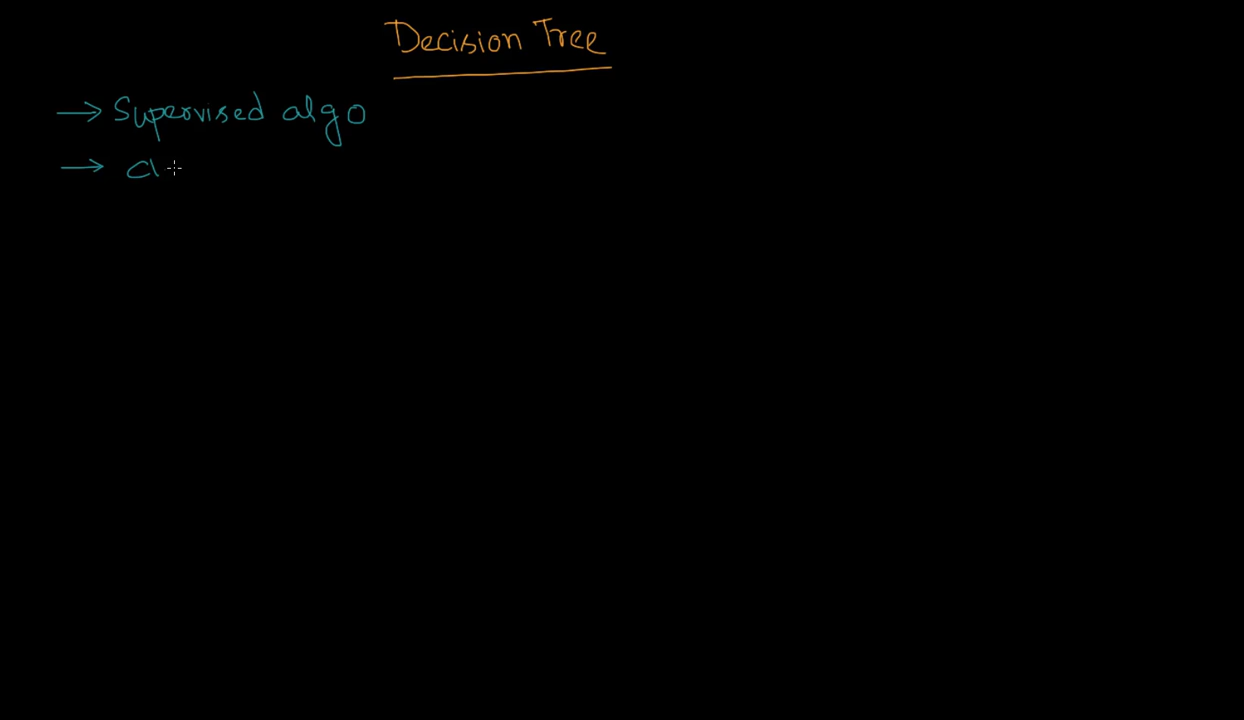 Decision Tree
→ Supervised algo
→ Cl